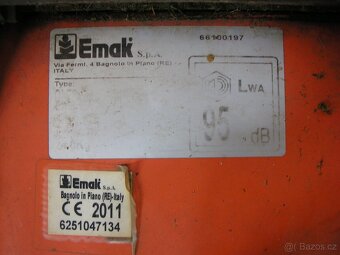 Emak S.p.A.
66100197
Via Fermi, 4 Bagnolo in Piano (RE)
ITALY
Type:
LWA
95 dB
Emak S.p.A.
Bagnolo in Piano (RE)-Italy
CE 2011
6251047134
bazos.cz